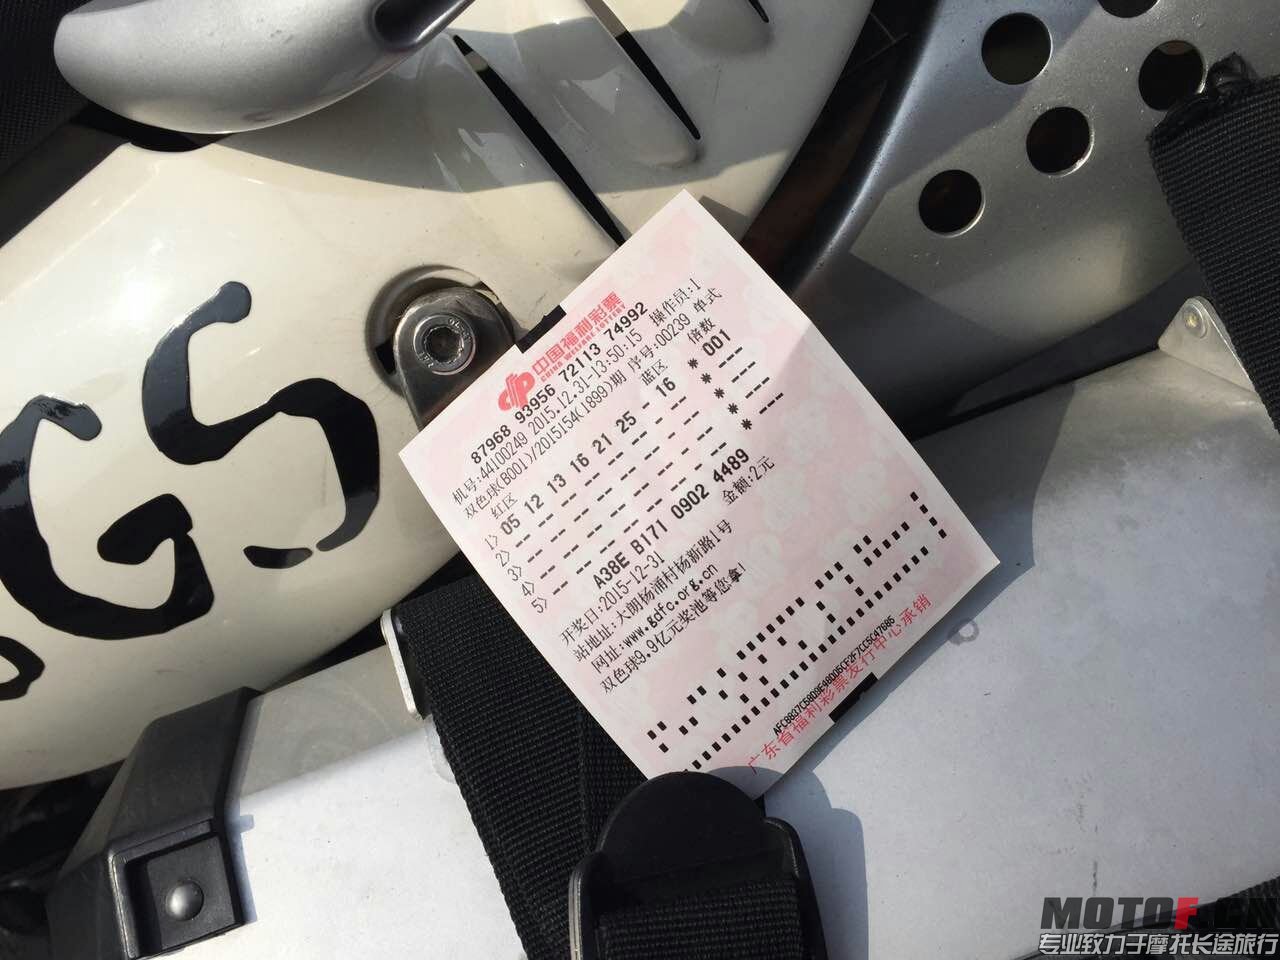 GS
中国福利彩票
CHINA WELFARE LOTTERY
87968 93956 72113 74992
机号:44100249 2015.12.31-13:50:15 操作员:1
双色球(B001)/2015154(1899)期 序号:00239 单式
红区 蓝区 倍数
1> 05 12 13 16 21 25 - 16 * 001
2> -- -- -- -- -- -- - -- * ---
3> -- -- -- -- -- -- - -- * ---
4> -- -- -- -- -- -- - -- * ---
5> -- -- -- -- -- -- - -- * ---
A38E B171 0902 4489
开奖日:2015-12-31 金额:2元
站地址:大朗杨涌村杨新路1号
网址:www.gdfc.org.cn
双色球9.9亿元奖池等您拿!
广东省福利彩票发行中心承销
MOTOF.CN
专业致力于摩托长途旅行